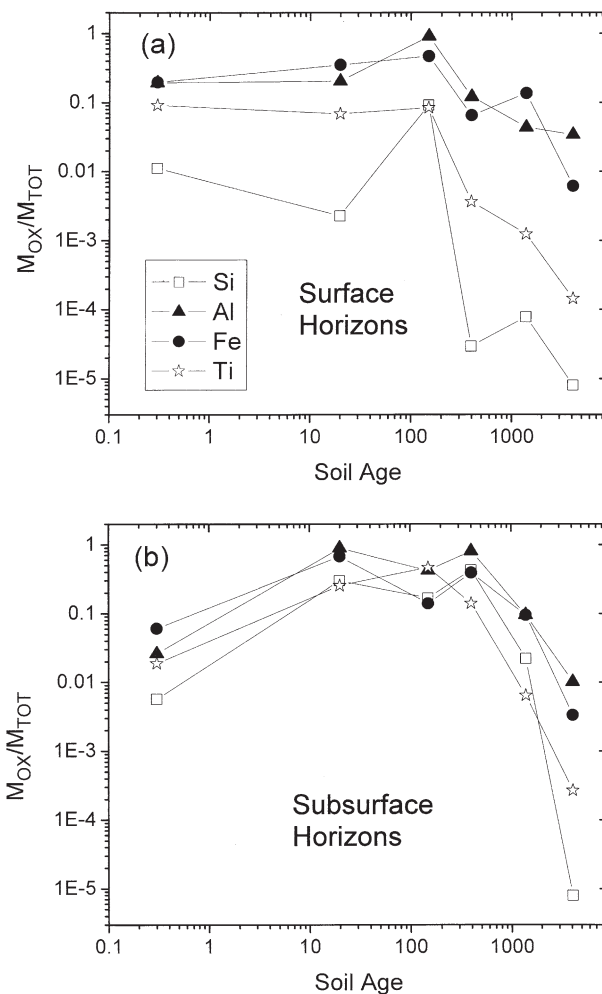 (a)
1
0.1
0.01
1E-3
1E-4
1E-5
M_OX/M_TOT
Si
Al
Fe
Ti
Surface
Horizons
0.1 1 10 100 1000
Soil Age
(b)
1
0.1
0.01
1E-3
1E-4
1E-5
M_OX/M_TOT
Subsurface
Horizons
0.1 1 10 100 1000
Soil Age